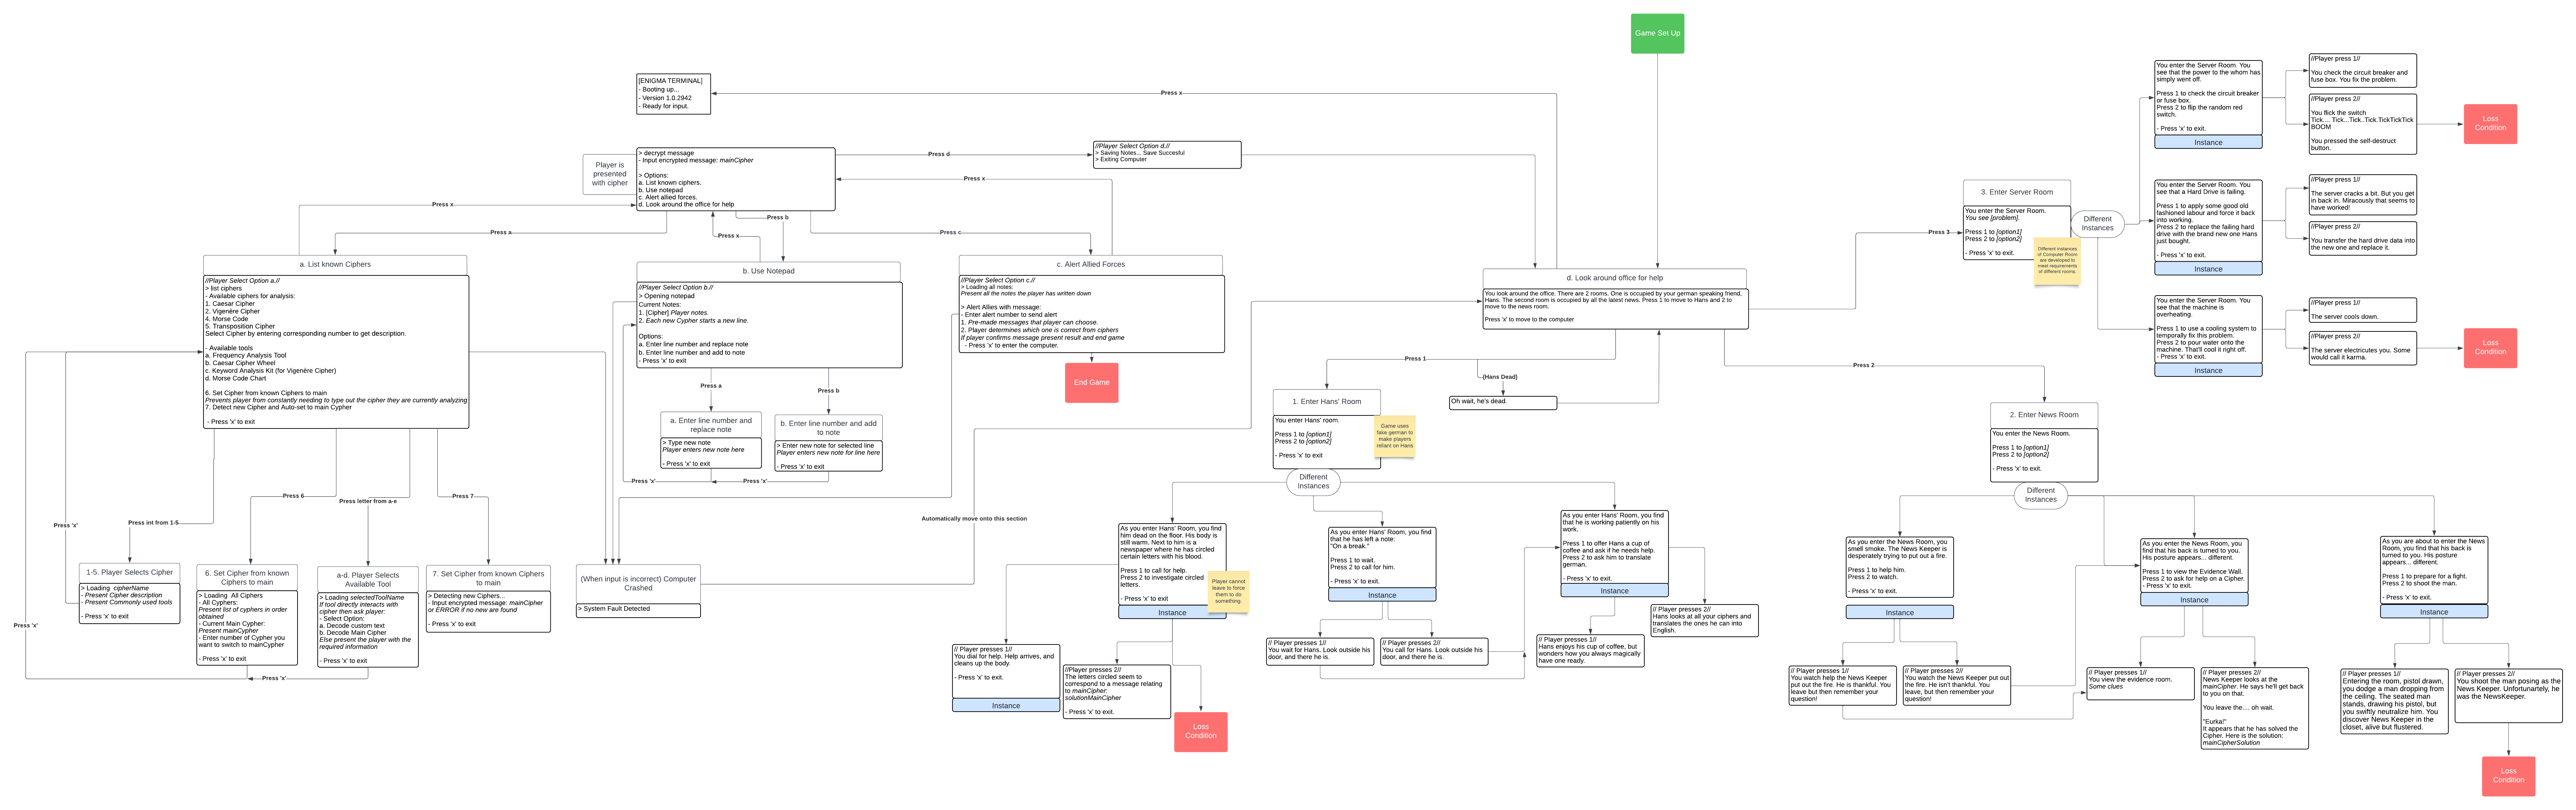 Game Set Up
[ENIGMA TERMINAL]
- Booting up...
- Version 1.0.2942
- Ready for input.
Press x
Player is
presented
with cipher
> decrypt message
- Input encrypted message: mainCipher
> Options:
a. List known ciphers.
b. Use notepad
c. Alert allied forces.
d. Look around the office for help
Press d
//Player Select Option d.//
> Saving Notes... Save Succesful
> Exiting Computer
Press x
Press x
Press a
Press b
Press x
Press c
a. List known Ciphers
//Player Select Option a.//
> list ciphers
- Available ciphers for analysis:
1. Caesar Cipher
2. Vigenère Cipher
4. Morse Code
5. Transposition Cipher
Select Cipher by entering corresponding number to get description.
- Available tools
a. Frequency Analysis Tool
b. Caesar Cipher Wheel
c. Keyword Analysis Kit (for Vigenère Cipher)
d. Morse Code Chart
6. Set Cipher from known Ciphers to main
Prevents player from constantly needing to type out the cipher they are currently analyzing
7. Detect new Cipher and Auto-set to main Cypher
- Press 'x' to exit
b. Use Notepad
//Player Select Option b.//
> Opening notepad
Current Notes:
1. [Cipher] Player notes.
2. Each new Cypher starts a new line.
Options:
a. Enter line number and replace note
b. Enter line number and add to note
- Press 'x' to exit
c. Alert Allied Forces
//Player Select Option c.//
> Loading all notes:
Present all the notes the player has written down
> Alert Allies with message:
- Enter alert number to send alert
1. Pre-made messages that player can choose.
2. Player determines which one is correct from ciphers
If player confirms message present result and end game
- Press 'x' to enter the computer.
End Game
Press a
Press b
a. Enter line number and
replace note
> Type new note
Player enters new note here
- Press 'x' to exit
b. Enter line number and add
to note
> Enter new note for selected line
Player enters new note for line here
- Press 'x' to exit
Press 'x'
Press 'x'
Press 6
Press letter from a-e
Press 7
Press int from 1-5
Press 'x'
Press 'x'
1-5. Player Selects Cipher
> Loading cipherName
- Present Cipher description
- Present Commonly used tools
- Press 'x' to exit
6. Set Cipher from known
Ciphers to main
> Loading All Ciphers
- All Cyphers:
Present list of cyphers in order
obtained
- Current Main Cypher:
Present mainCypher
- Enter number of Cypher you
want to switch to mainCypher
- Press 'x' to exit
a-d. Player Selects
Available Tool
> Loading selectedToolName
If tool directly interacts with
cipher then ask player:
- Select Option:
a. Decode custom text
b. Decode Main Cipher
Else present the player with the
required information
- Press 'x' to exit
7. Set Cipher from known Ciphers
to main
> Detecting new Ciphers...
- Input encrypted message: mainCipher
or ERROR if no new are found
- Press 'x' to exit
Press 'x'
(When input is incorrect) Computer
Crashed
> System Fault Detected
Automatically move onto this section
d. Look around office for help
You look around the office. There are 2 rooms. One is occupied by your german speaking friend,
Hans. The second room is occupied by all the latest news. Press 1 to move to Hans and 2 to
move to the news room.
Press 'x' to move to the computer
Press 1
(Hans Dead)
Oh wait, he's dead.
Press 2
Press 3
1. Enter Hans' Room
You enter Hans' room.
Press 1 to [option1]
Press 2 to [option2]
- Press 'x' to exit
Game uses
fake german to
make players
reliant on Hans
Different
Instances
As you enter Hans' Room, you find
him dead on the floor. His body is
still warm. Next to him is a
newspaper where he has circled
certain letters with his blood.
Press 1 to call for help.
Press 2 to investigate circled
letters.
- Press 'x' to exit
Instance
Player cannot
leave to force
them to do
something.
// Player presses 1//
You dial for help. Help arrives, and
cleans up the body.
- Press 'x' to exit.
Instance
//Player presses 2//
The letters circled seem to
correspond to a message relating
to mainCipher:
solutionMainCipher
- Press 'x' to exit.
Loss
Condition
As you enter Hans' Room, you find
that he has left a note:
"On a break."
Press 1 to wait.
Press 2 to call for him.
- Press 'x' to exit.
Instance
// Player presses 1//
You wait for Hans. Look outside his
door, and there he is.
// Player presses 2//
You call for Hans. Look outside his
door, and there he is.
As you enter Hans' Room, you find
that he is working patiently on his
work.
Press 1 to offer Hans a cup of
coffee and ask if he needs help.
Press 2 to ask him to translate
german.
- Press 'x' to exit.
Instance
// Player presses 1//
Hans enjoys his cup of coffee, but
wonders how you always magically
have one ready.
// Player presses 2//
Hans looks at all your ciphers and
translates the ones he can into
English.
2. Enter News Room
You enter the News Room.
Press 1 to [option1]
Press 2 to [option2]
- Press 'x' to exit.
Different
Instances
As you enter the News Room, you
smell smoke. The News Keeper is
desperately trying to put out a fire.
Press 1 to help him.
Press 2 to watch.
- Press 'x' to exit.
Instance
// Player presses 1//
You watch help the News Keeper
put out the fire. He is thankful. You
leave but then remember your
question!
// Player presses 2//
You watch the News Keeper put out
the fire. He isn't thankful. You
leave, but then remember your
question!
As you enter the News Room, you
find that his back is turned to you.
His posture appears... different.
Press 1 to view the Evidence Wall.
Press 2 to ask for help on a Cipher.
- Press 'x' to exit.
Instance
// Player presses 1//
You view the evidence room.
Some clues
// Player presses 2//
News Keeper looks at the
mainCipher. He says he'll get back
to you on that.
You leave the.... oh wait.
"Eurka!"
It appears that he has solved the
Cipher. Here is the solution:
mainCipherSolution
As you are about to enter the News
Room, you find that his back is
turned to you. His posture
appears... different.
Press 1 to prepare for a fight.
Press 2 to shoot the man.
- Press 'x' to exit.
Instance
// Player presses 1//
Entering the room, pistol drawn,
you dodge a man dropping from
the ceiling. The seated man
stands, drawing his pistol, but
you swiftly neutralize him. You
discover News Keeper in the
closet, alive but flustered.
// Player presses 2//
You shoot the man posing as the
News Keeper. Unfortunartely, he
was the NewsKeeper.
Loss
Condition
3. Enter Server Room
You enter the Server Room.
You see [problem].
Press 1 to [option1]
Press 2 to [option2]
- Press 'x' to exit.
Different instances
of Computer Room
are developed to
meet requirements
of different rooms.
Different
Instances
You enter the Server Room. You
see that the power to the whom has
simply went off.
Press 1 to check the circuit breaker
or fuse box.
Press 2 to flip the random red
switch.
- Press 'x' to exit.
Instance
//Player press 1//
You check the circuit breaker and
fuse box. You fix the problem.
//Player press 2//
You flick the switch
Tick.... Tick...Tick..Tick.TickTickTick
BOOM
You pressed the self-destruct
button.
Loss
Condition
You enter the Server Room. You
see that a Hard Drive is failing.
Press 1 to apply some good old
fashioned labour and force it back
into working.
Press 2 to replace the failing hard
drive with the brand new one Hans
just bought.
- Press 'x' to exit.
Instance
//Player press 1//
The server cracks a bit. But you get
in back in. Miracously that seems to
have worked!
//Player press 2//
You transfer the hard drive data into
the new one and replace it.
You enter the Server Room. You
see that the machine is
overheating.
Press 1 to use a cooling system to
temporally fix this problem.
Press 2 to pour water onto the
machine. That'll cool it right off.
- Press 'x' to exit.
Instance
//Player press 1//
The server cools down.
//Player press 2//
The server electricutes you. Some
would call it karma.
Loss
Condition